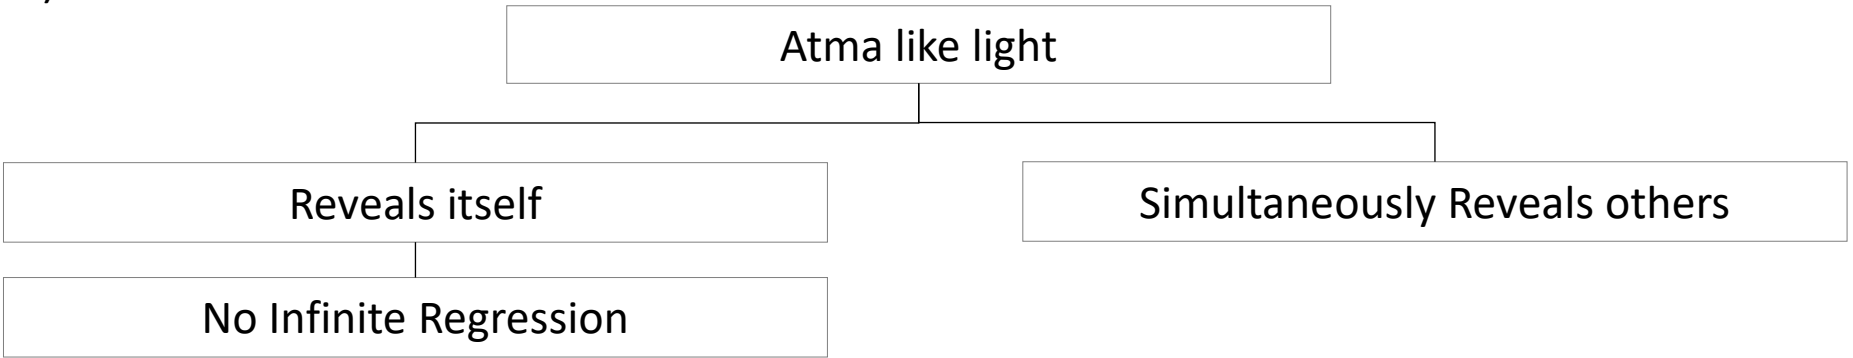 Atma like light
Reveals itself
Simultaneously Reveals others
No Infinite Regression